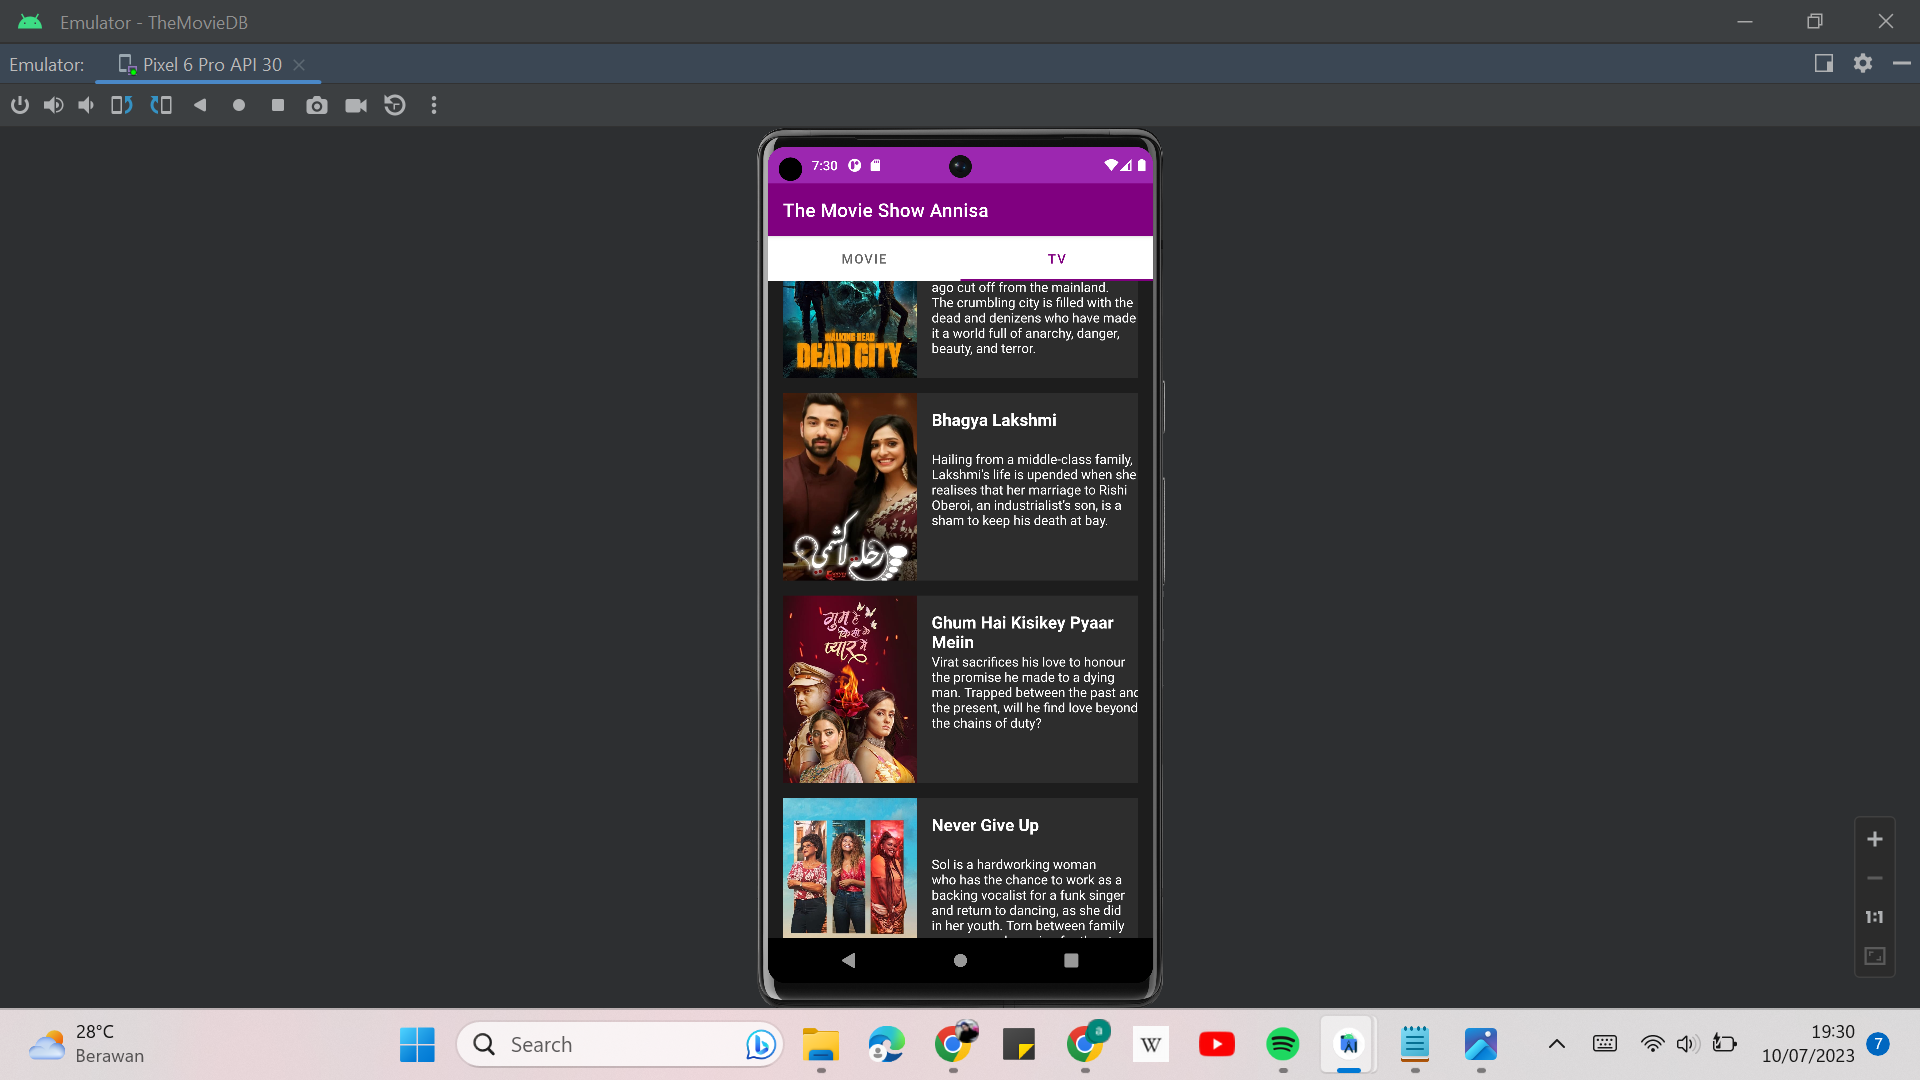 Emulator - TheMovieDB
Emulator:
Pixel 6 Pro API 30
7:30
The Movie Show Annisa
MOVIE
TV
WALKING DEAD
DEAD CITY
ago cut off from the mainland.
The crumbling city is filled with the
dead and denizens who have made
it a world full of anarchy, danger,
beauty, and terror.
Bhagya Lakshmi
Hailing from a middle-class family,
Lakshmi's life is upended when she
realises that her marriage to Rishi
Oberoi, an industrialist's son, is a
sham to keep his death at bay.
رحلة لاكشمي
गुम है
किसी के
प्यार में
Ghum Hai Kisikey Pyaar
Meiin
Virat sacrifices his love to honour
the promise he made to a dying
man. Trapped between the past and
the present, will he find love beyond
the chains of duty?
Never Give Up
Sol is a hardworking woman
who has the chance to work as a
backing vocalist for a funk singer
and return to dancing, as she did
in her youth. Torn between family
1:1
28°C
Berawan
Search
a
W
19:30
10/07/2023
7